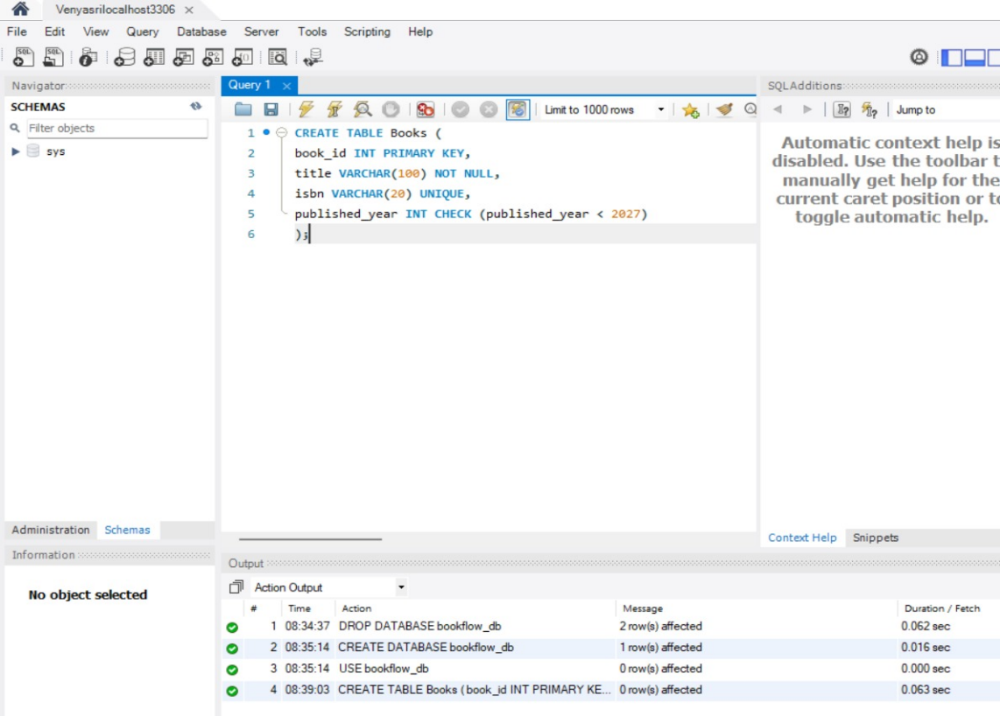 Venyasrilocalhost3306
File Edit View Query Database Server Tools Scripting Help
Navigator
SCHEMAS
Filter objects
sys
Administration Schemas
Information
No object selected
Query 1
Limit to 1000 rows
1 CREATE TABLE Books (
2 book_id INT PRIMARY KEY,
3 title VARCHAR(100) NOT NULL,
4 isbn VARCHAR(20) UNIQUE,
5 published_year INT CHECK (published_year < 2027)
6 );
SQLAdditions
Jump to
Automatic context help is
disabled. Use the toolbar t
manually get help for the
current caret position or to
toggle automatic help.
Context Help Snippets
Output
Action Output
# Time Action Message Duration / Fetch
1 08:34:37 DROP DATABASE bookflow_db 2 row(s) affected 0.062 sec
2 08:35:14 CREATE DATABASE bookflow_db 1 row(s) affected 0.016 sec
3 08:35:14 USE bookflow_db 0 row(s) affected 0.000 sec
4 08:39:03 CREATE TABLE Books ( book_id INT PRIMARY KE... 0 row(s) affected 0.063 sec